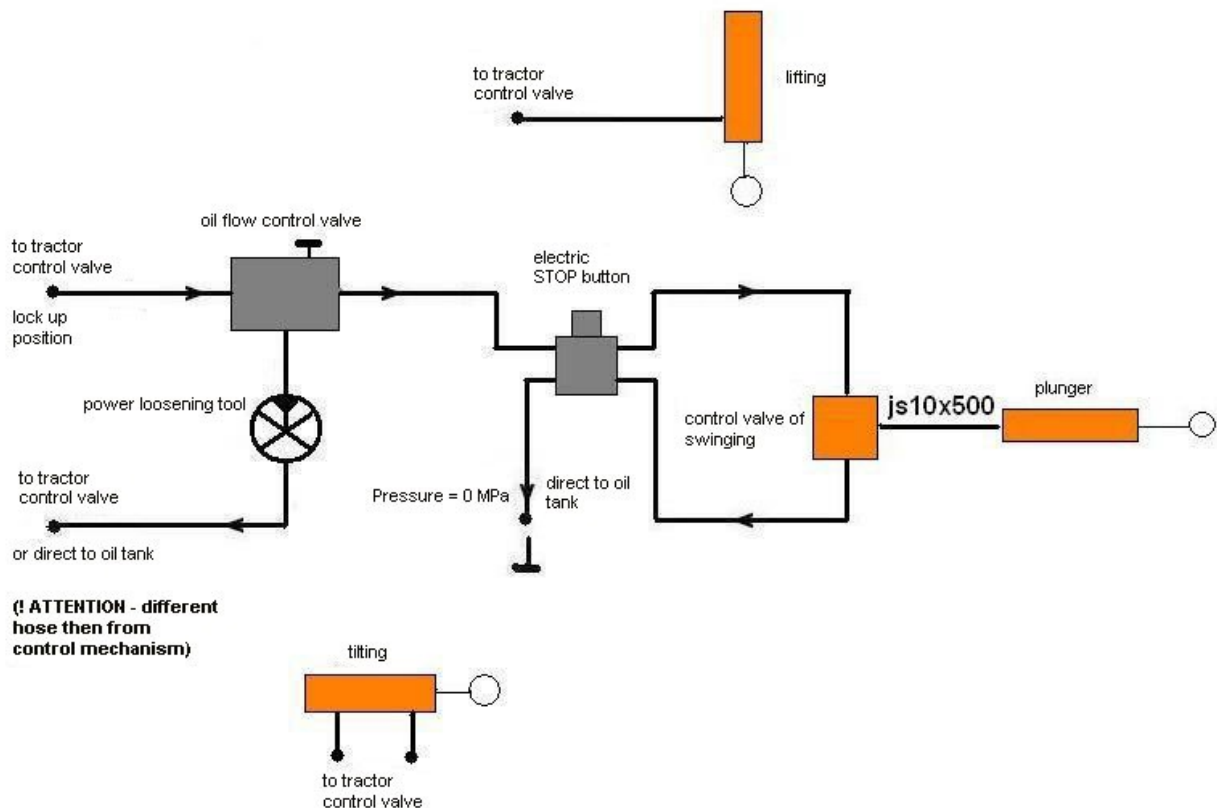 to tractor
control valve
lifting
oil flow control valve
to tractor
control valve
lock up
position
electric
STOP button
power loosening tool
control valve of
swinging
js10x500
plunger
to tractor
control valve
or direct to oil tank
Pressure = 0 MPa
direct to oil
tank
(! ATTENTION - different
hose then from
control mechanism)
tilting
to tractor
control valve